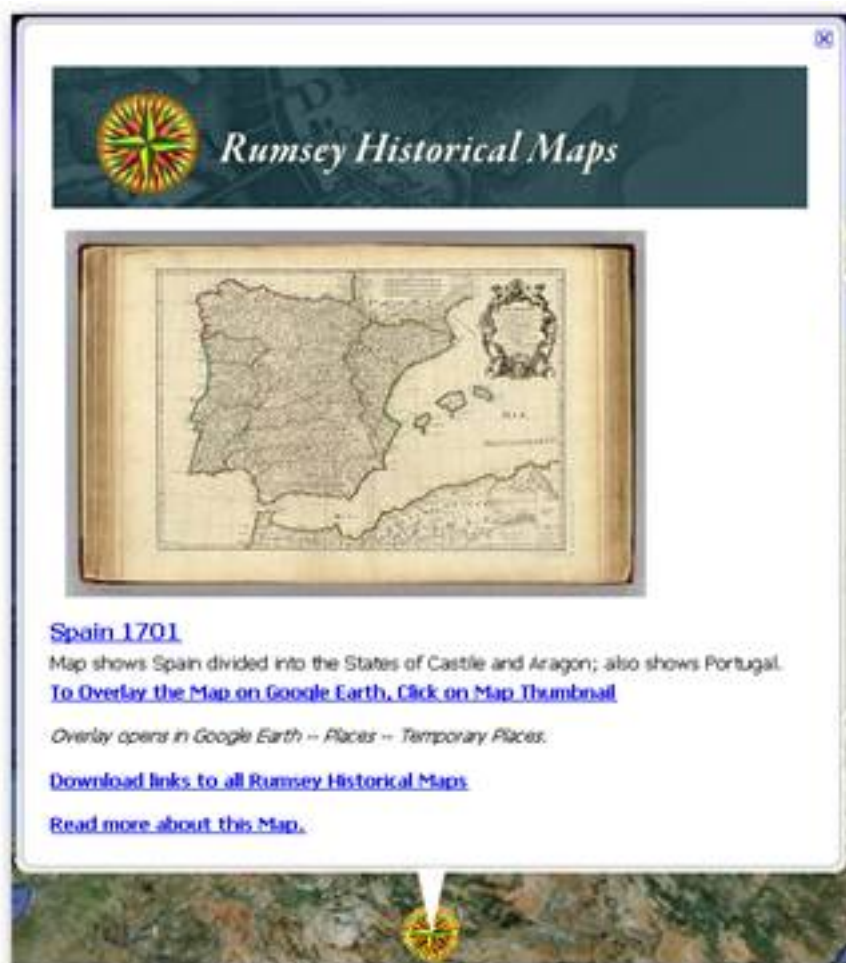 Rumsey Historical Maps
Spain 1701
Map shows Spain divided into the States of Castile and Aragon; also shows Portugal.
To Overlay the Map on Google Earth, Click on Map Thumbnail
Overlay opens in Google Earth -- Places -- Temporary Places.
Download links to all Rumsey Historical Maps
Read more about this Map.